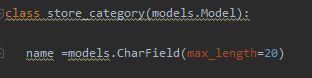 class store_category(models.Model):
name =models.CharField(max_length=20)